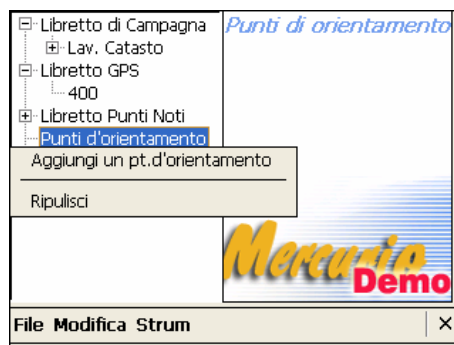 Libretto di Campagna
Lav. Catasto
Libretto GPS
400
Libretto Punti Noti
Punti d'orientamento
Aggiungi un pt.d'orientamento
Ripulisci
Punti di orientamento
Mercurio
Demo
File Modifica Strum